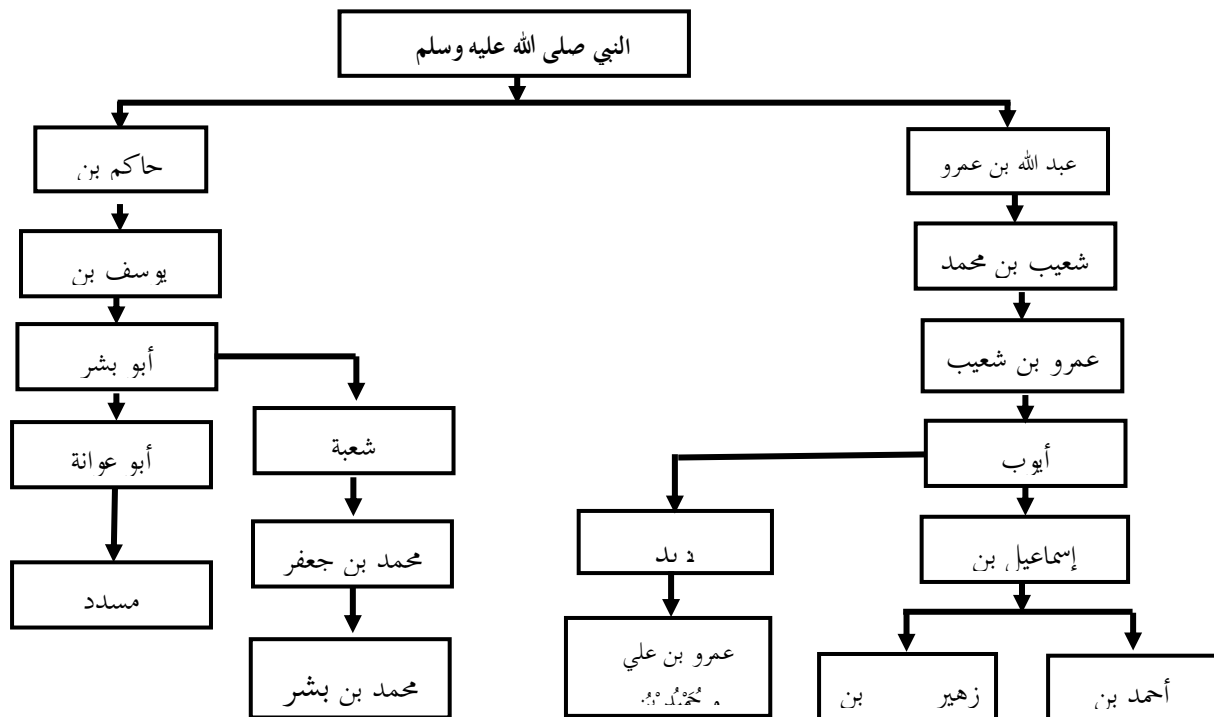 النبي صلى الله عليه وسلم
عبد الله بن عمرو
حاكم بن
شعيب بن محمد
يوسف بن
عمرو بن شعيب
أبو بشر
أيوب
شعبة
أبو عوانة
إسماعيل بن
محمد بن جعفر
مسدد
أحمد بن
زهير بن
عمرو بن علي
محمد بن بشر